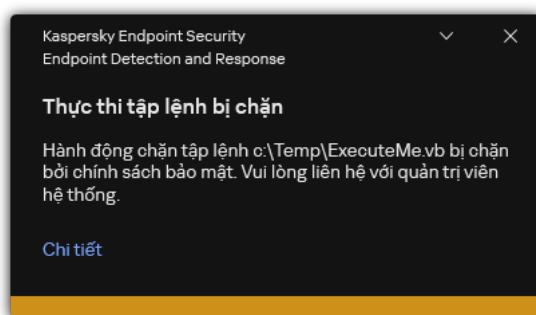 Kaspersky Endpoint Security
Endpoint Detection and Response
Thực thi tập lệnh bị chặn
Hành động chặn tập lệnh c:\Temp\ExecuteMe.vb bị chặn
bởi chính sách bảo mật. Vui lòng liên hệ với quản trị viên
hệ thống.
Chi tiết